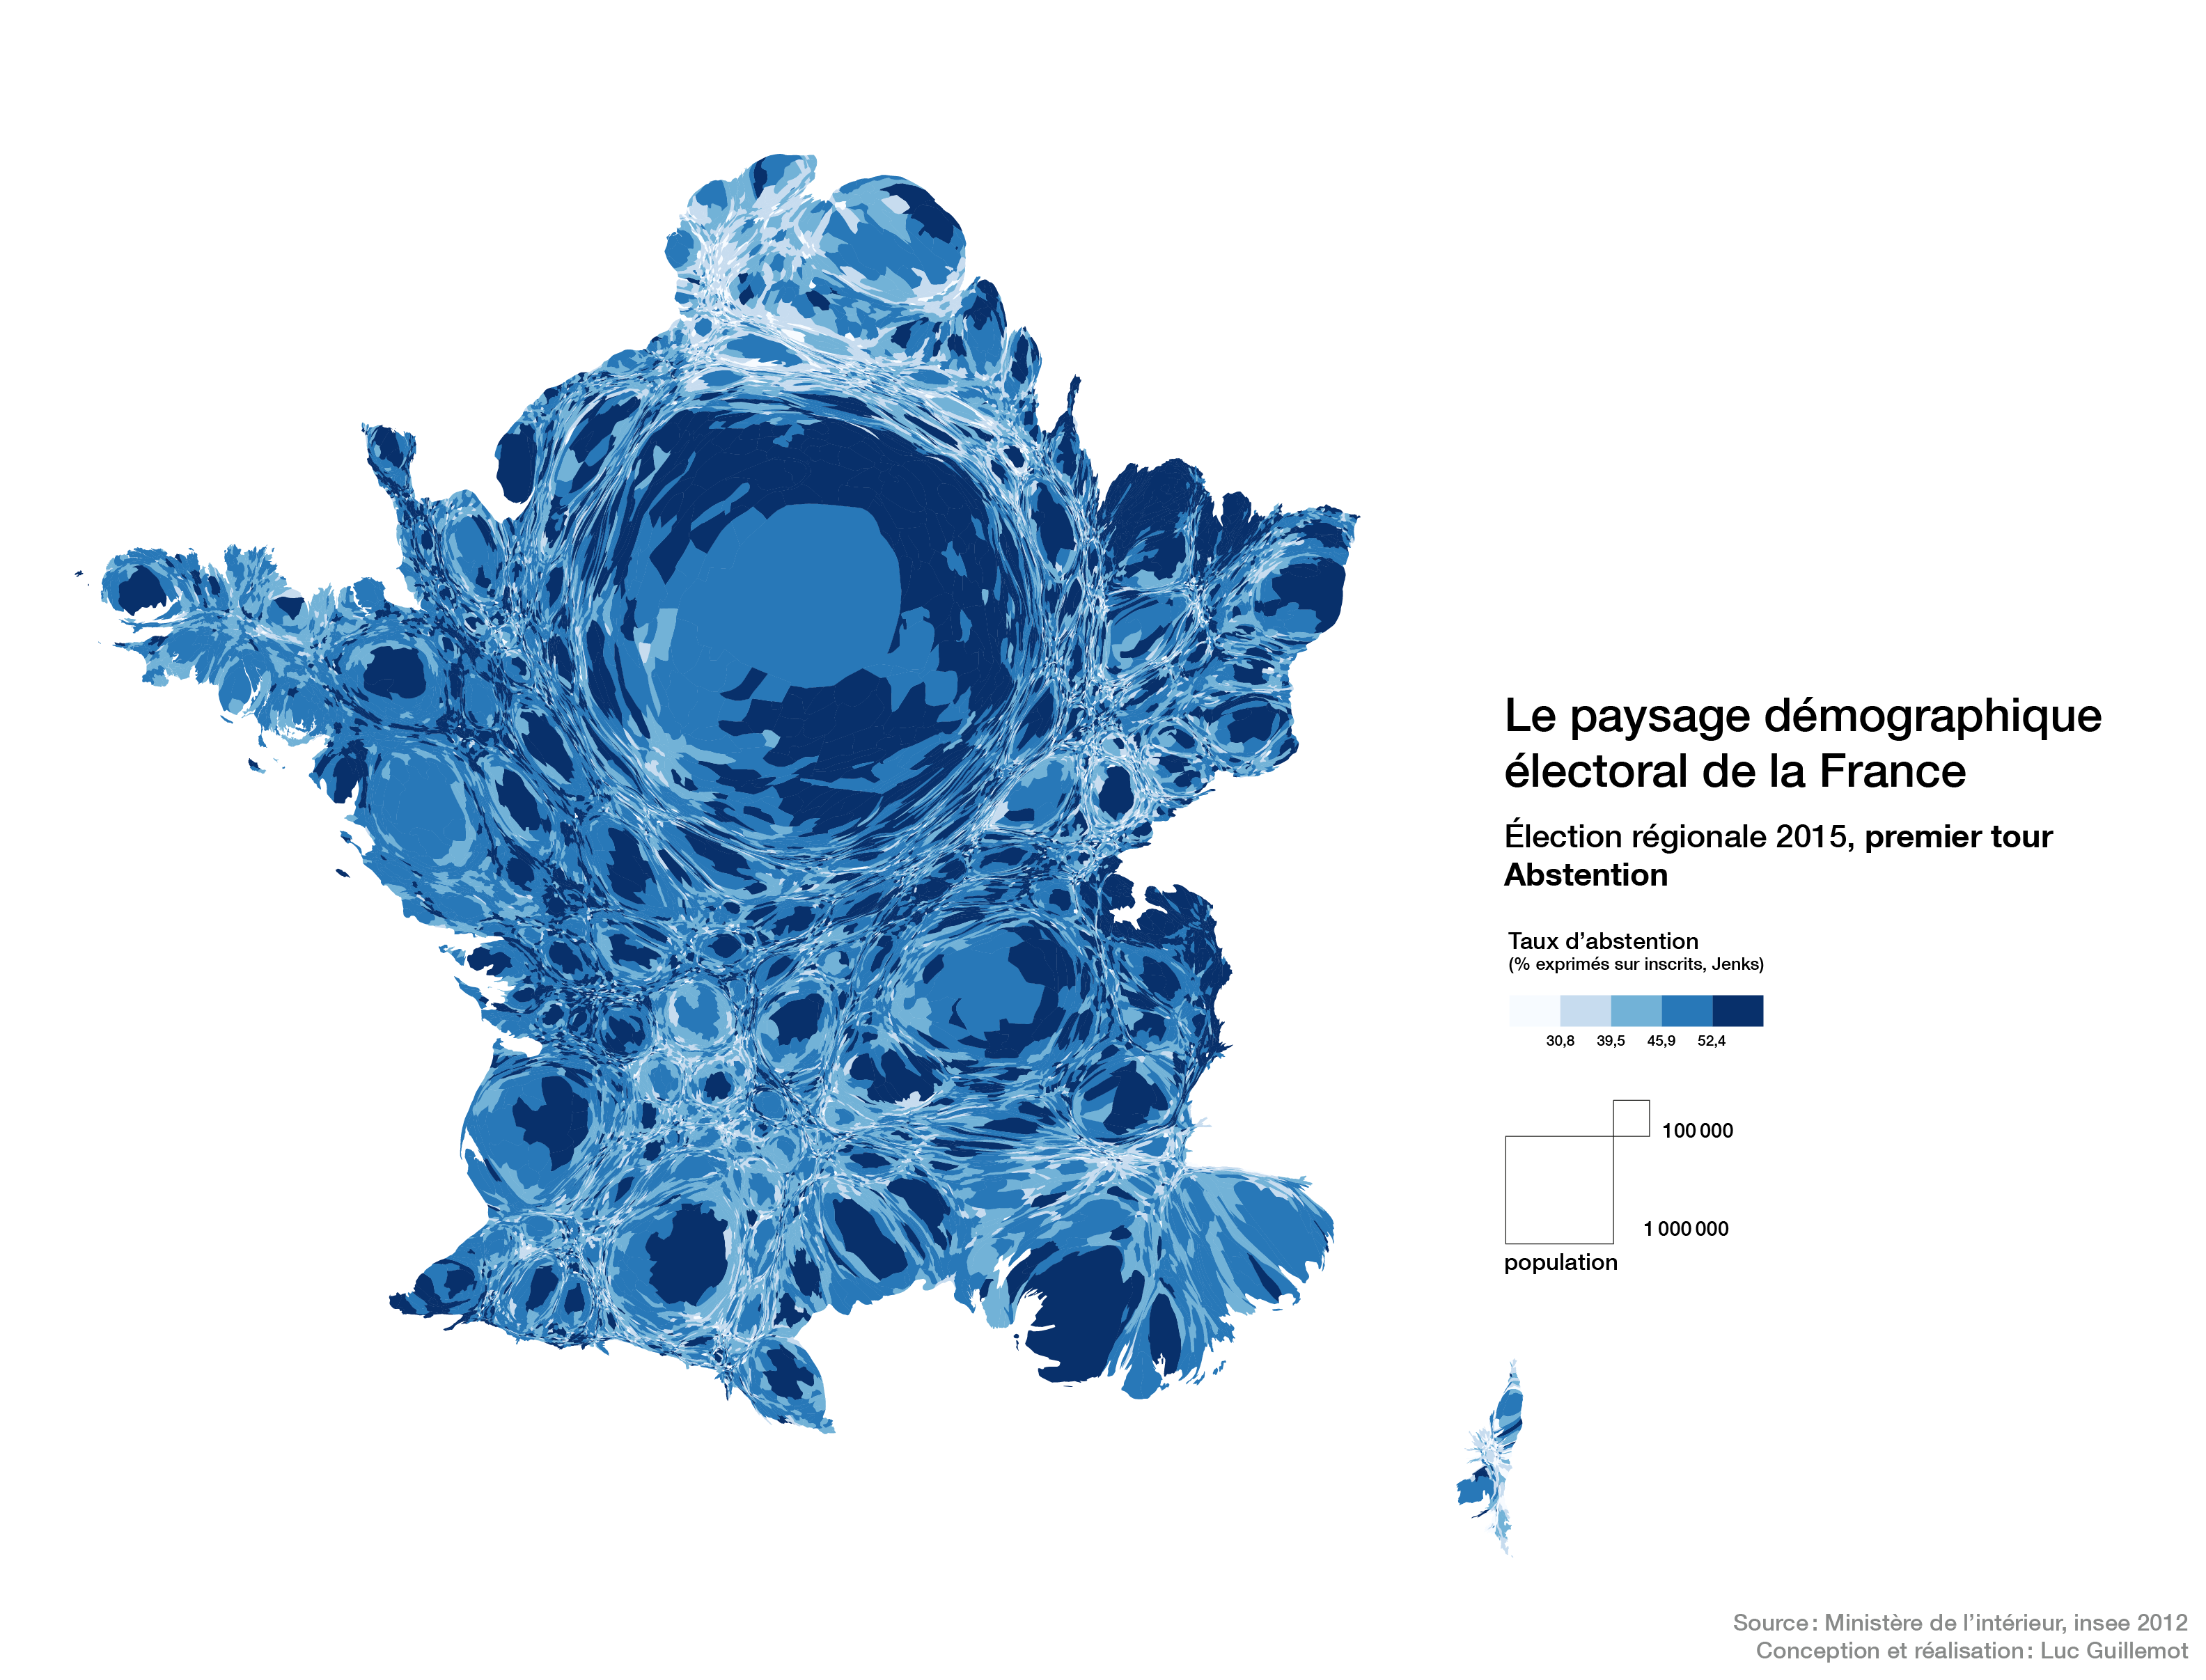 Le paysage démographique
électoral de la France
Élection régionale 2015, premier tour
Abstention
Taux d’abstention
(% exprimés sur inscrits, Jenks)
30,8 39,5 45,9 52,4
100 000
1 000 000
population
Source : Ministère de l’intérieur, insee 2012
Conception et réalisation : Luc Guillemot